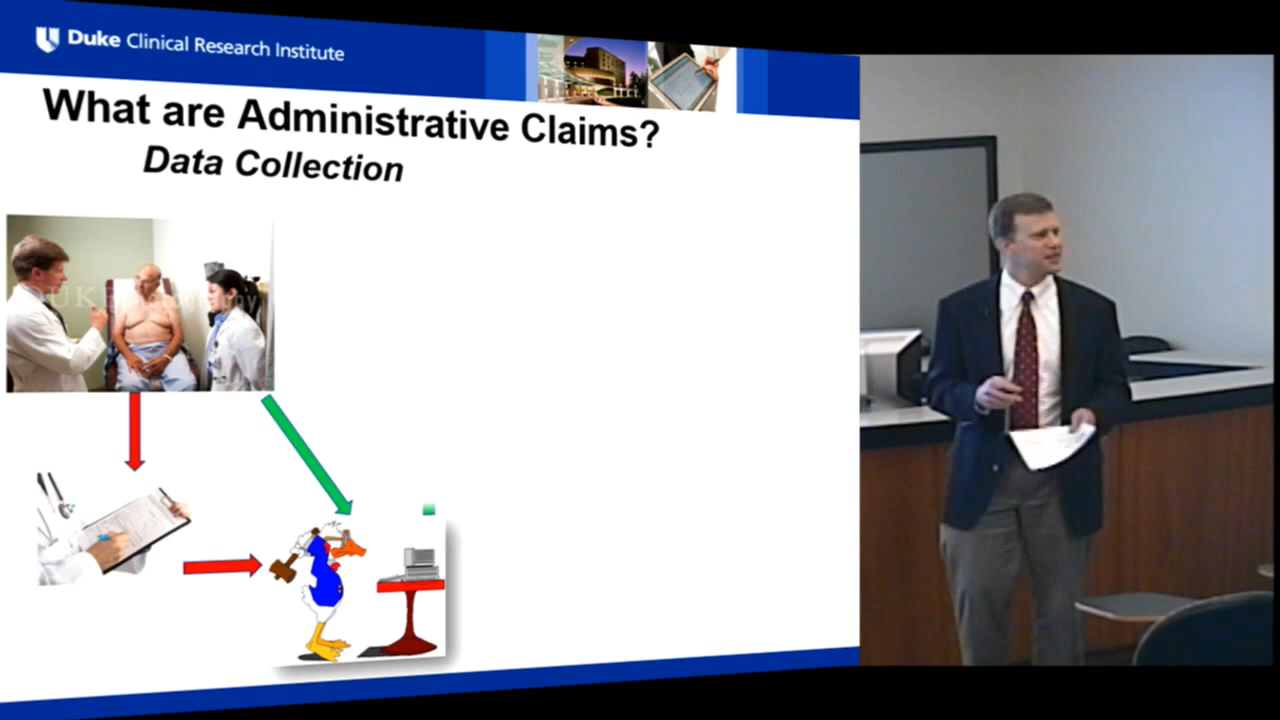 Duke Clinical Research Institute
What are Administrative Claims?
Data Collection